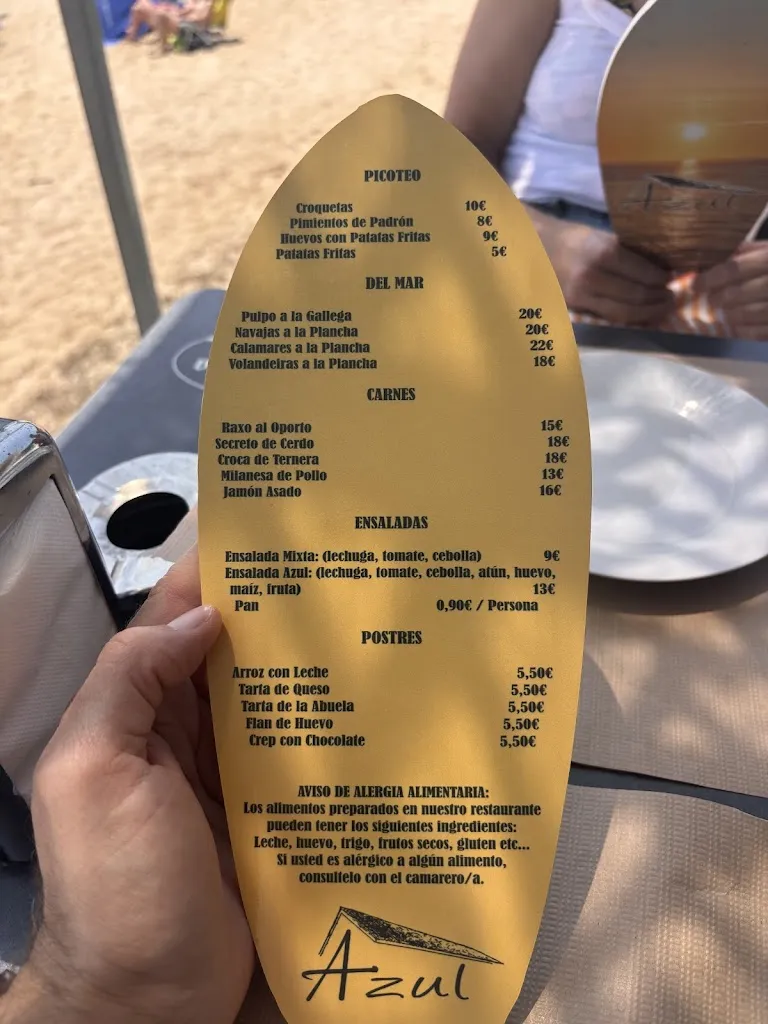 PICOTEO
Croquetas 10€
Pimientos de Padrón 8€
Huevos con Patatas Fritas 9€
Patatas Fritas 5€
DEL MAR
Pulpo a la Gallega 20€
Navajas a la Plancha 20€
Calamares a la Plancha 22€
Volandeiras a la Plancha 18€
CARNES
Raxo al Oporto 15€
Secreto de Cerdo 18€
Croca de Ternera 18€
Milanesa de Pollo 13€
Jamón Asado 16€
ENSALADAS
Ensalada Mixta: (lechuga, tomate, cebolla) 9€
Ensalada Azul: (lechuga, tomate, cebolla, atún, huevo,
maíz, fruta) 13€
Pan 0,90€ / Persona
POSTRES
Arroz con Leche 5,50€
Tarta de Queso 5,50€
Tarta de la Abuela 5,50€
Flan de Huevo 5,50€
Crep con Chocolate 5,50€
AVISO DE ALERGIA ALIMENTARIA:
Los alimentos preparados en nuestro restaurante
pueden tener los siguientes ingredientes:
Leche, huevo, trigo, frutos secos, gluten etc...
Si usted es alérgico a algún alimento,
consultelo con el camarero/a.
Azul
Azul